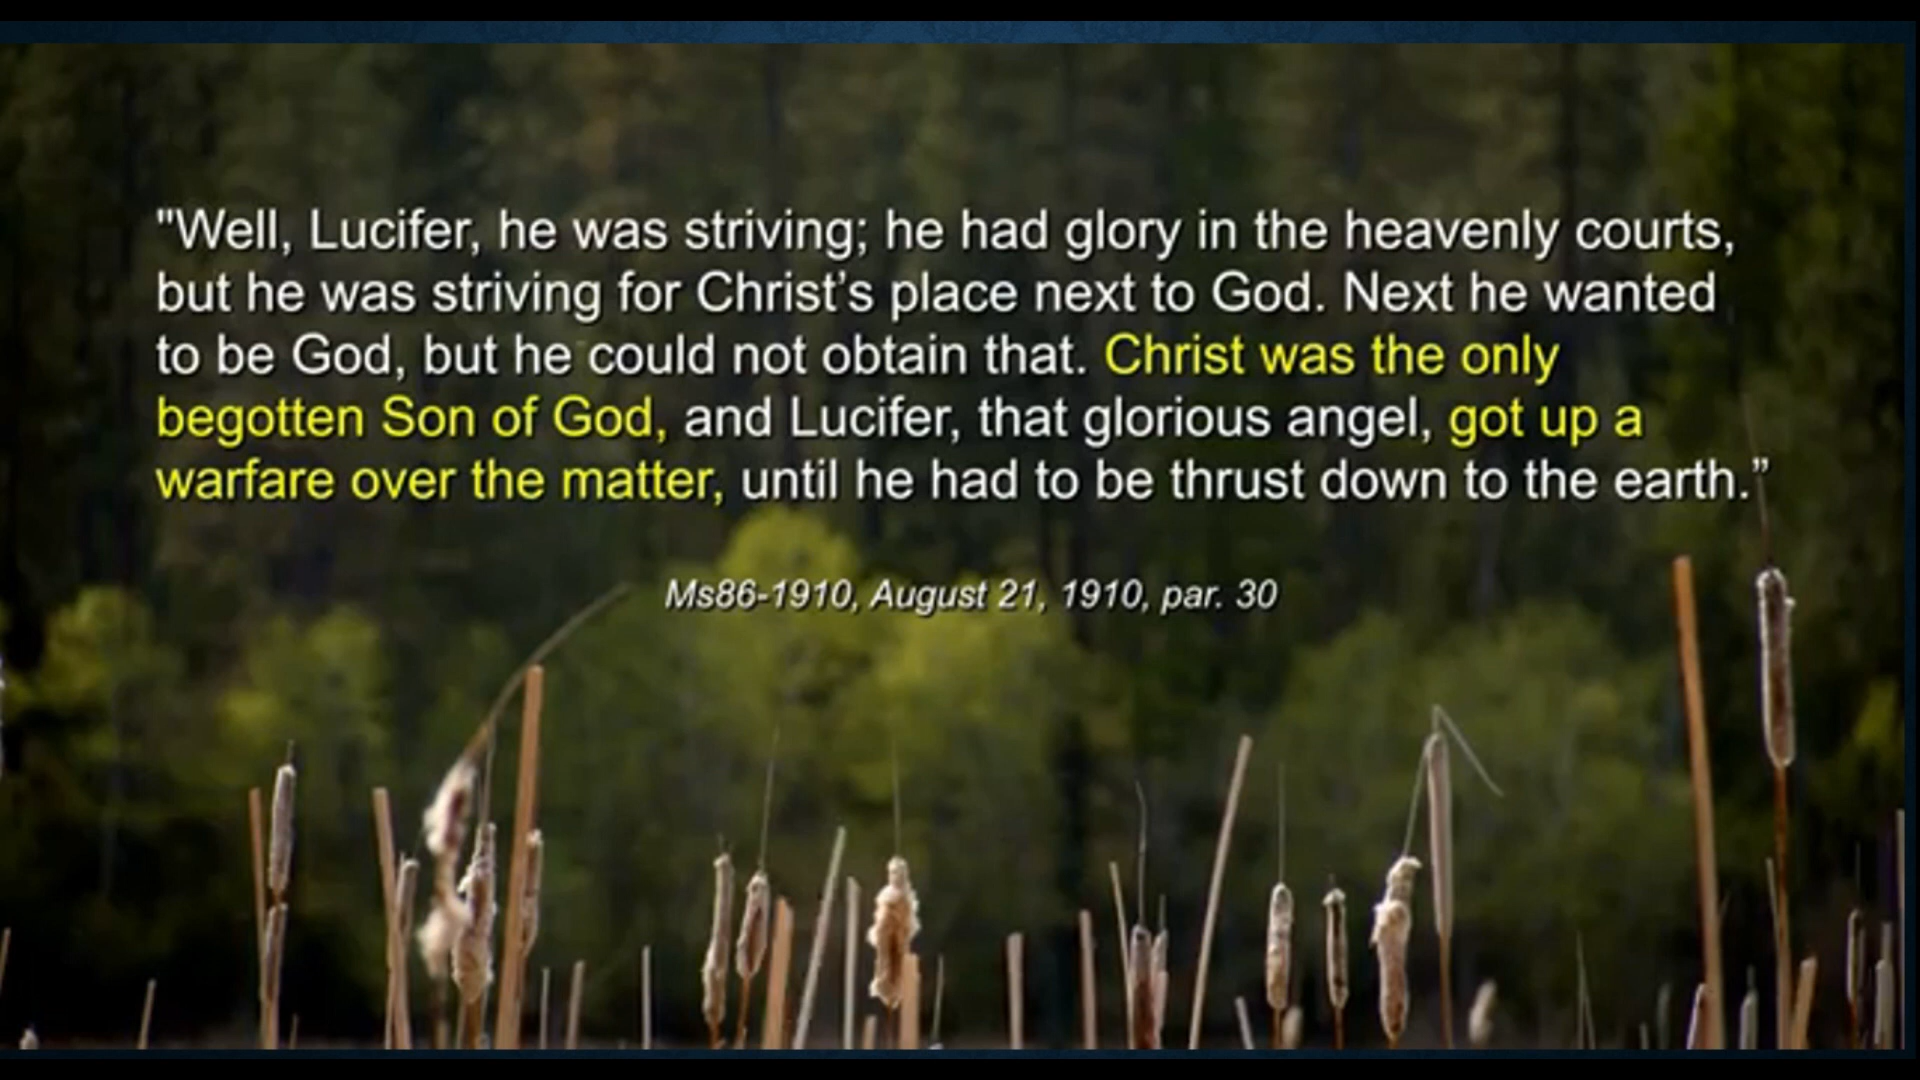 "Well, Lucifer, he was striving; he had glory in the heavenly courts,
but he was striving for Christ’s place next to God. Next he wanted
to be God, but he could not obtain that. Christ was the only
begotten Son of God, and Lucifer, that glorious angel, got up a
warfare over the matter, until he had to be thrust down to the earth.”
Ms86-1910, August 21, 1910, par. 30